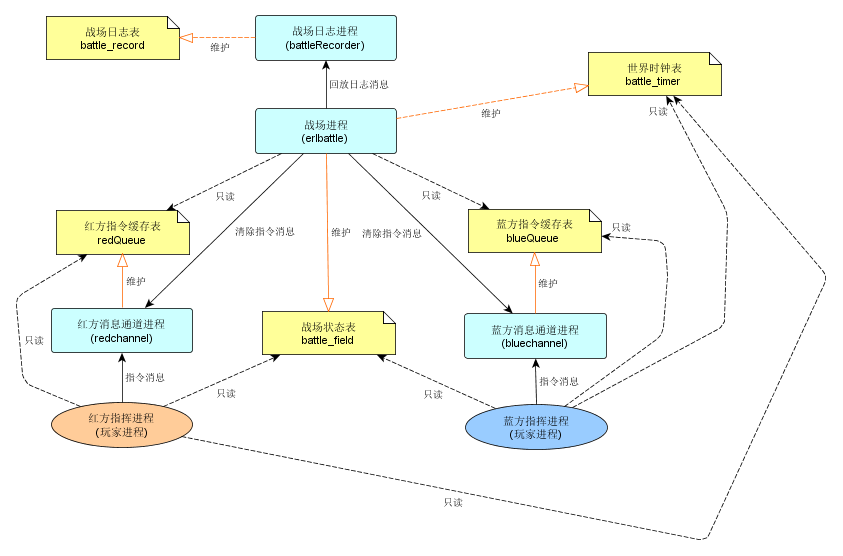 战场日志表
battle_record
维护
战场日志进程
(battleRecorder)
世界时钟表
battle_timer
回放日志消息
维护
只读
战场进程
(erlbattle)
只读
只读
红方指令缓存表
redQueue
清除指令消息
维护
清除指令消息
蓝方指令缓存表
blueQueue
只读
维护
维护
红方消息通道进程
(redchannel)
战场状态表
battle_field
蓝方消息通道进程
(bluechannel)
只读
指令消息
只读
只读
指令消息
红方指挥进程
(玩家进程)
蓝方指挥进程
(玩家进程)
只读